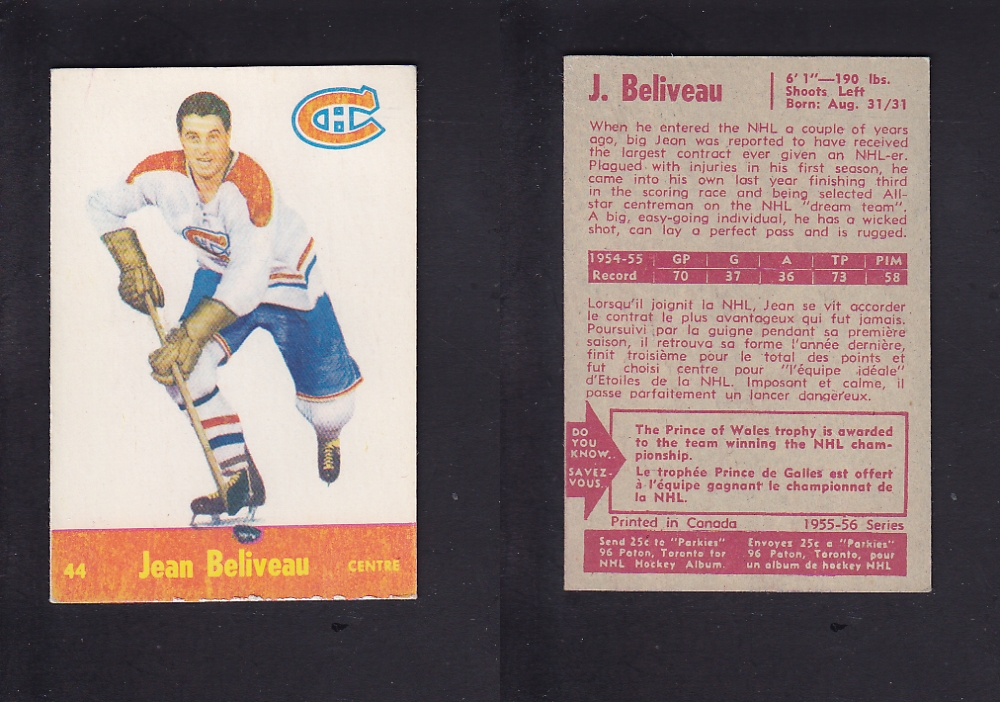 44
Jean Beliveau
CENTRE
J. Beliveau
6' 1"—190 lbs.
Shoots Left
Born: Aug. 31/31
When he entered the NHL a couple of years
ago, big Jean was reported to have received
the largest contract ever given an NHL-er.
Plagued with injuries in his first season, he
came into his own last year finishing third
in the scoring race and being selected All-
star centreman on the NHL "dream team".
A big, easy-going individual, he has a wicked
shot, can lay a perfect pass and is rugged.
1954-55 GP G A TP PIM
Record 70 37 36 73 58
Lorsqu'il joignit la NHL, Jean se vit accorder
le contrat le plus avantageux qui fut jamais.
Poursuivi par la guigne pendant sa première
saison, il retrouva sa forme l'année dernière,
finit troisième pour le total des points et
fut choisi centre pour "l'équipe idéale"
d'Etoiles de la NHL. Imposant et calme, il
passe parfaitement un lancer dangereux.
DO
YOU
KNOW..
SAVEZ-
VOUS..
The Prince of Wales trophy is awarded
to the team winning the NHL cham-
pionship.
Le trophée Prince de Galles est offert
à l'équipe gagnant le championnat de
la NHL.
Printed in Canada 1955-56 Series
Send 25c to "Parkies"
96 Paton, Toronto for
NHL Hockey Album.
Envoyez 25c a "Parkies"
96 Paton, Toronto, pour
un album de hockey NHL